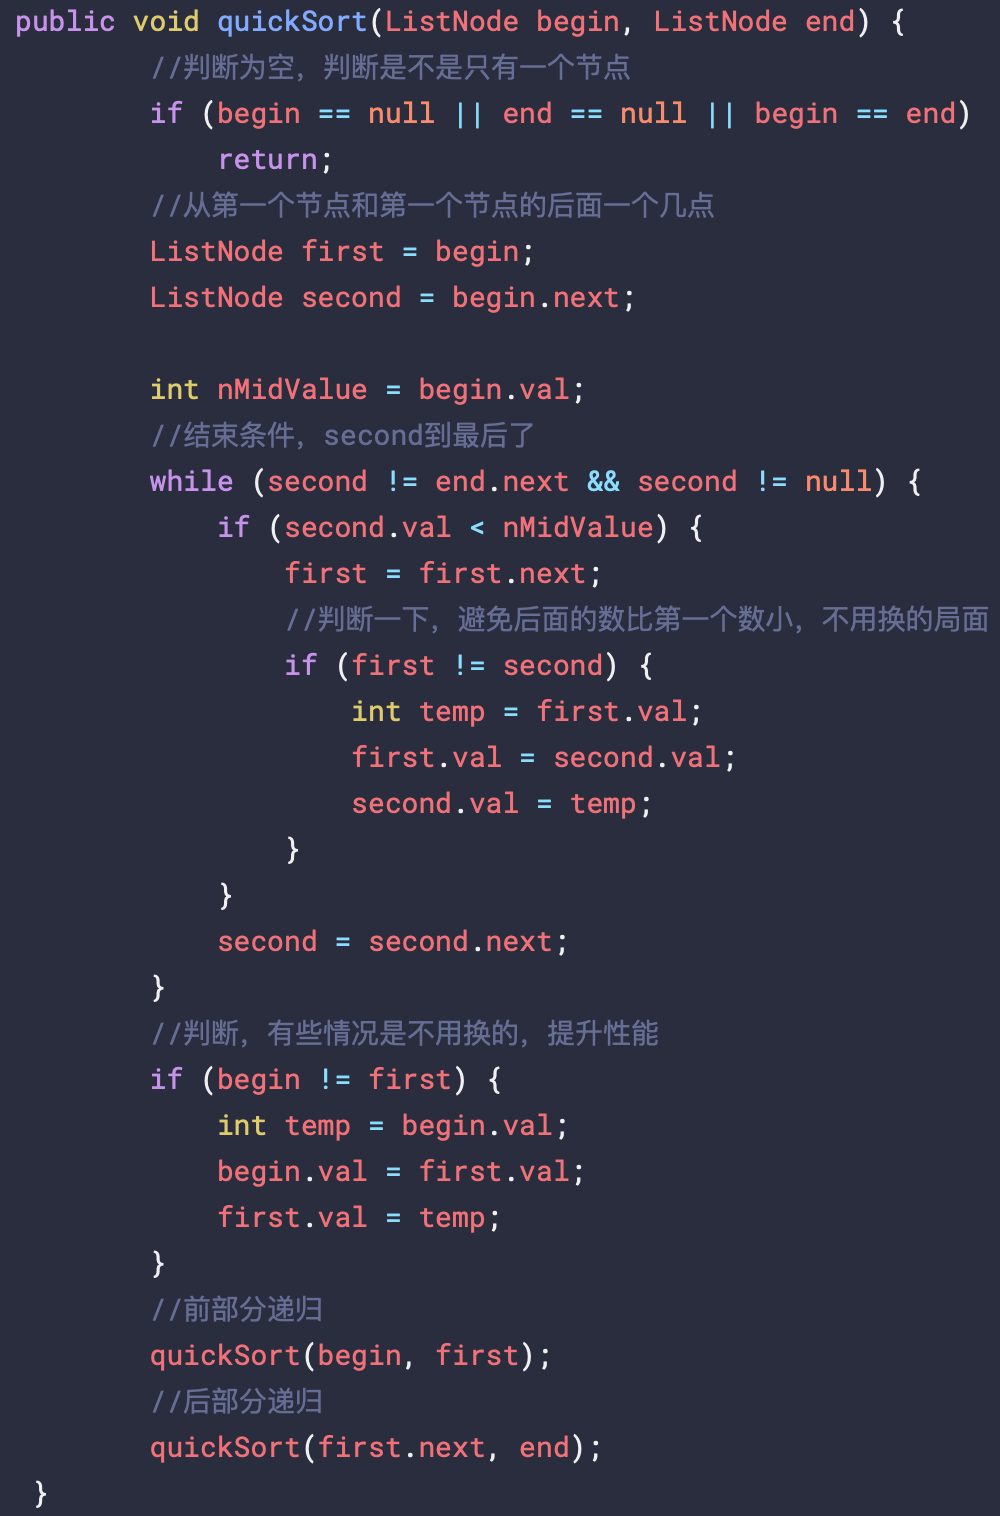 public void quickSort(ListNode begin, ListNode end) {
        //判断为空，判断是不是只有一个节点
        if (begin == null || end == null || begin == end)
            return;
        //从第一个节点和第一个节点的后面一个几点
        ListNode first = begin;
        ListNode second = begin.next;

        int nMidValue = begin.val;
        //结束条件，second到最后了
        while (second != end.next && second != null) {
            if (second.val < nMidValue) {
                first = first.next;
                //判断一下，避免后面的数比第一个数小，不用换的局面
                if (first != second) {
                    int temp = first.val;
                    first.val = second.val;
                    second.val = temp;
                }
            }
            second = second.next;
        }
        //判断，有些情况是不用换的，提升性能
        if (begin != first) {
            int temp = begin.val;
            begin.val = first.val;
            first.val = temp;
        }
        //前部分递归
        quickSort(begin, first);
        //后部分递归
        quickSort(first.next, end);
 }